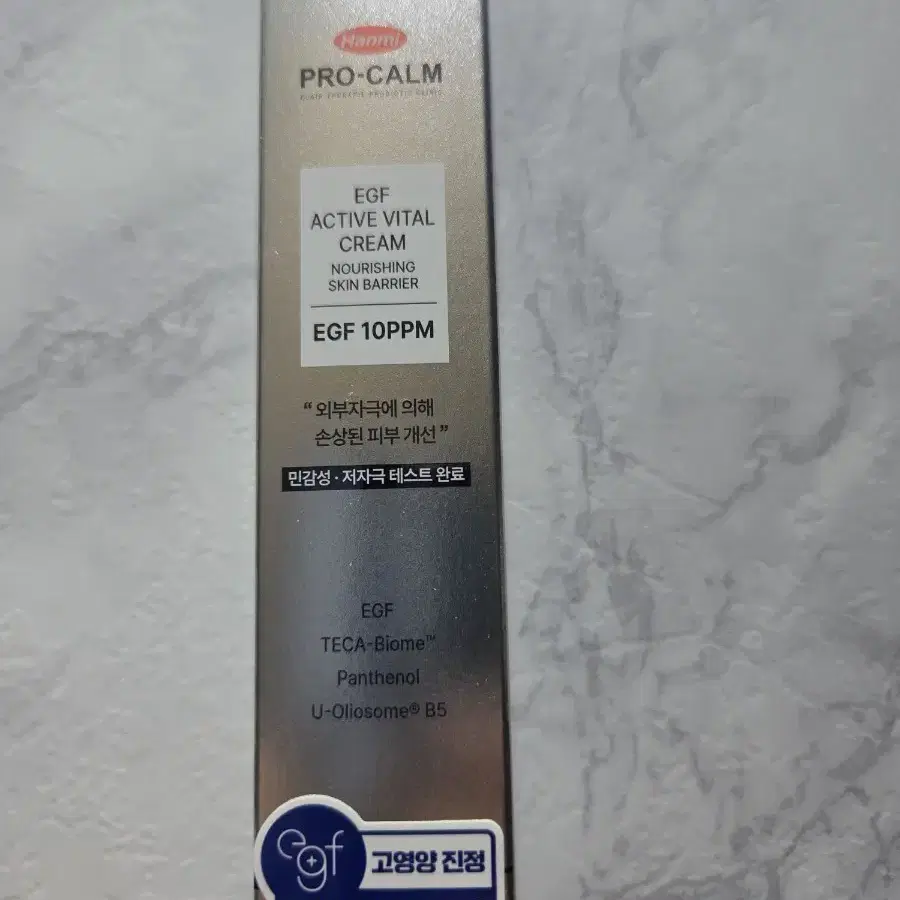 Hanmi
PRO-CALM
EGF
ACTIVE VITAL
CREAM
NOURISHING
SKIN BARRIER
EGF 10PPM
“ 외부자극에 의해
손상된 피부 개선 ”
민감성 · 저자극 테스트 완료
EGF
TECA-Biome™
Panthenol
U-Oliosome® B5
egf
고영양 진정